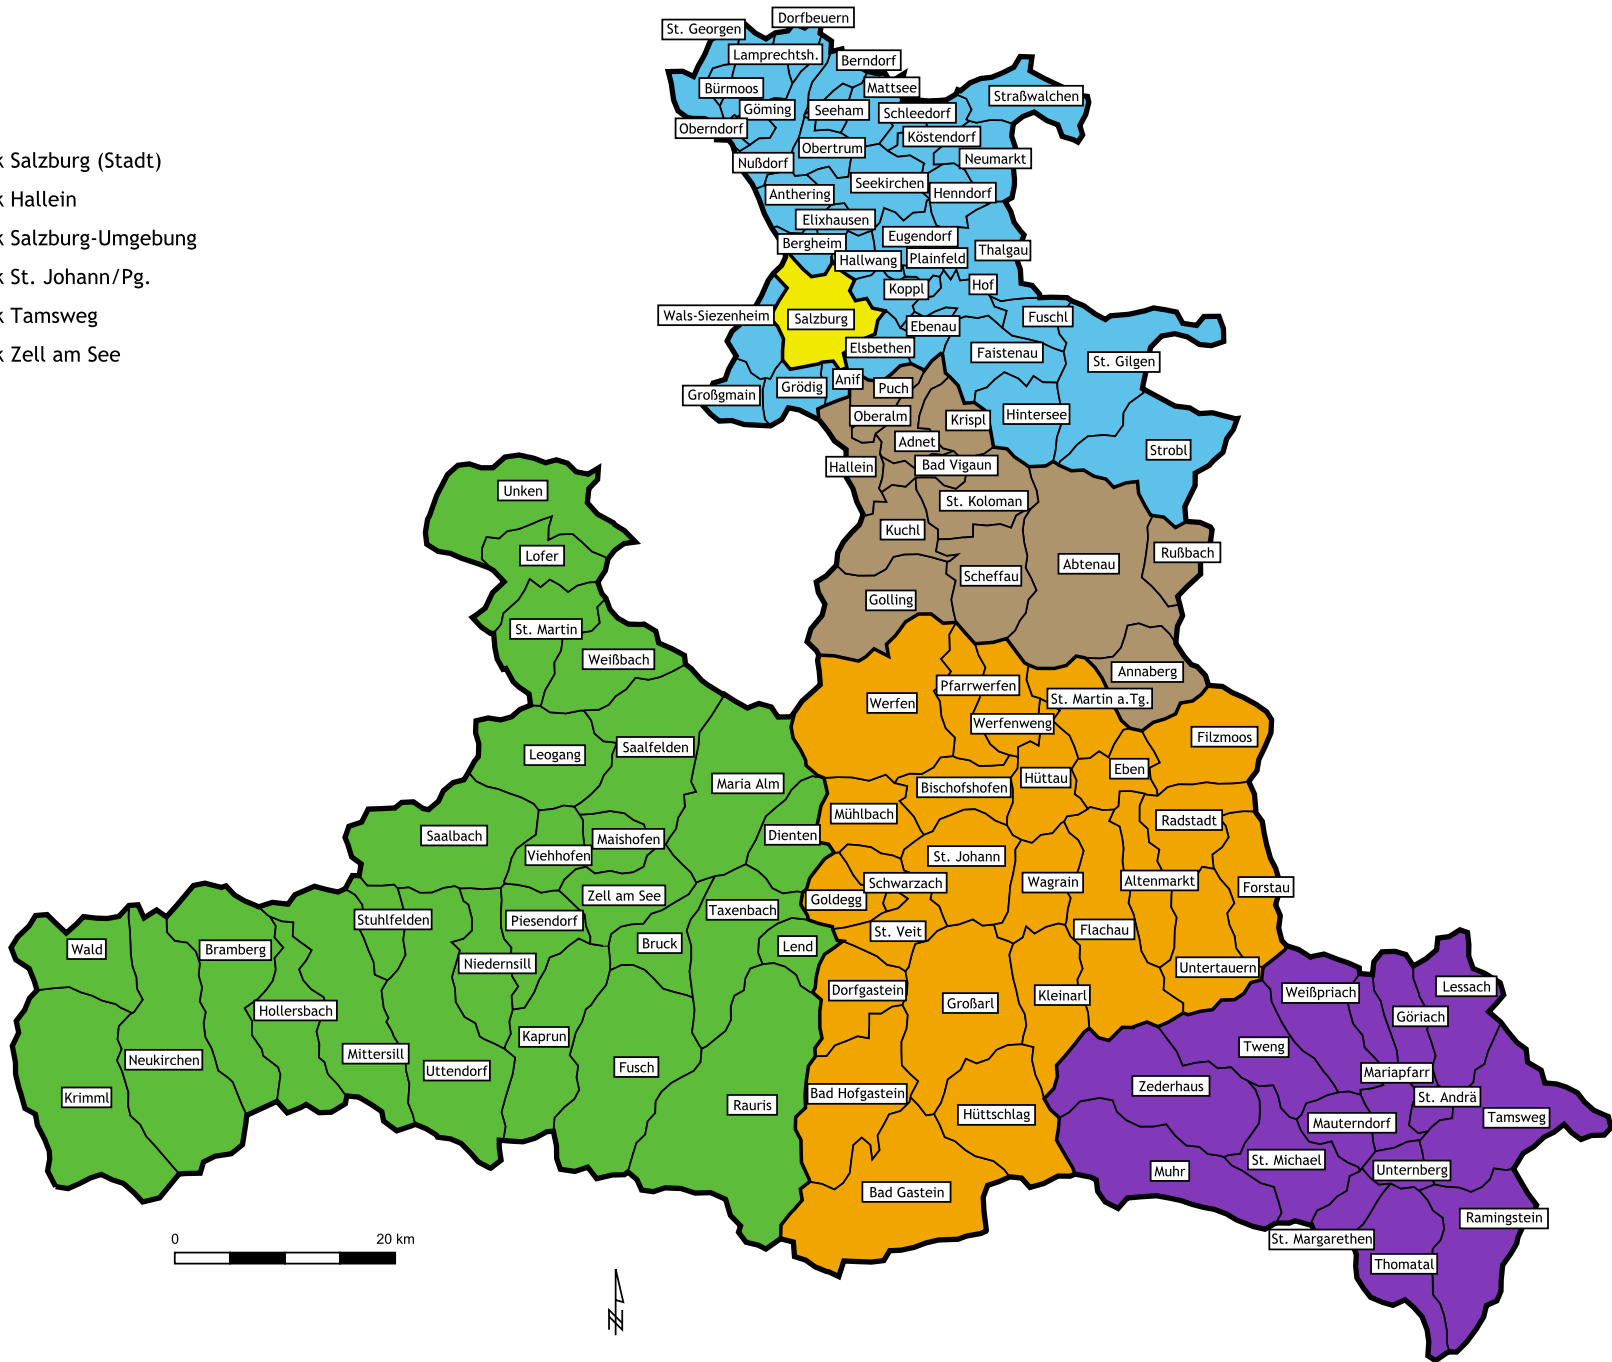 k Salzburg (Stadt)
k Hallein
k Salzburg-Umgebung
k St. Johann/Pg.
k Tamsweg
k Zell am See
Dorfbeuern
St. Georgen
Lamprechtsh.
Berndorf
Bürmoos
Mattsee
Straßwalchen
Göming
Seeham
Schleedorf
Oberndorf
Köstendorf
Obertrum
Neumarkt
Nußdorf
Seekirchen
Anthering
Henndorf
Elixhausen
Eugendorf
Bergheim
Thalgau
Hallwang
Plainfeld
Koppl
Hof
Wals-Siezenheim
Salzburg
Fuschl
Ebenau
Elsbethen
Faistenau
St. Gilgen
Anif
Grödig
Puch
Großgmain
Oberalm
Krispl
Hintersee
Adnet
Strobl
Hallein
Bad Vigaun
St. Koloman
Kuchl
Rußbach
Abtenau
Scheffau
Golling
Annaberg
Unken
Lofer
St. Martin
Weißbach
Pfarrwerfen
St. Martin a.Tg.
Werfen
Werfenweng
Filzmoos
Saalfelden
Leogang
Eben
Hüttau
Maria Alm
Bischofshofen
Mühlbach
Radstadt
Saalbach
Dienten
Maishofen
Viehhofen
St. Johann
Schwarzach
Wagrain
Altenmarkt
Forstau
Zell am See
Goldegg
Taxenbach
Stuhlfelden
Piesendorf
St. Veit
Flachau
Bruck
Lend
Wald
Bramberg
Niedernsill
Untertauern
Dorfgastein
Großarl
Kleinarl
Weißpriach
Lessach
Hollersbach
Göriach
Kaprun
Tweng
Mittersill
Neukirchen
Fusch
Uttendorf
Mariapfarr
Zederhaus
Bad Hofgastein
Krimml
St. Andrä
Rauris
Hüttschlag
Tamsweg
Mauterndorf
St. Michael
Muhr
Unternberg
Bad Gastein
Ramingstein
St. Margarethen
Thomatal
0
20 km
N